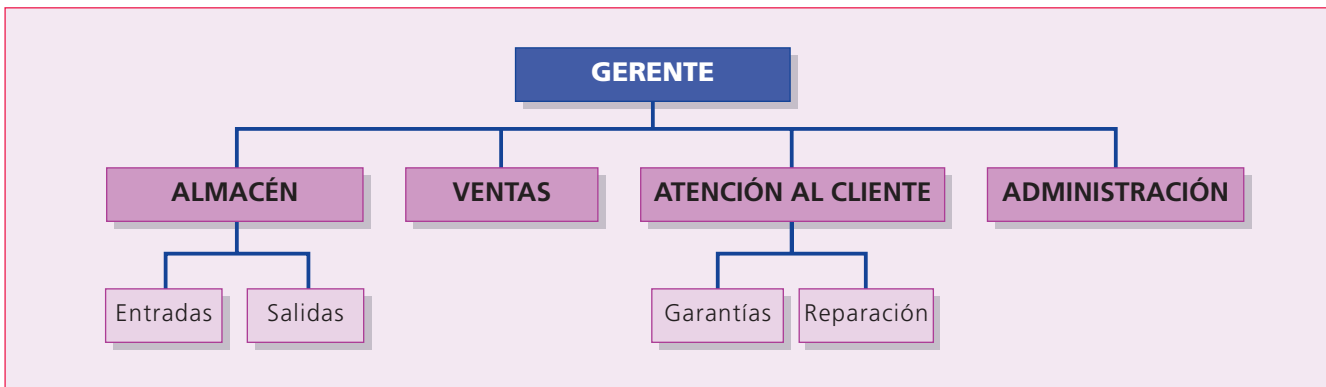 GERENTE
ALMACÉN
VENTAS
ATENCIÓN AL CLIENTE
ADMINISTRACIÓN
Entradas
Salidas
Garantías
Reparación